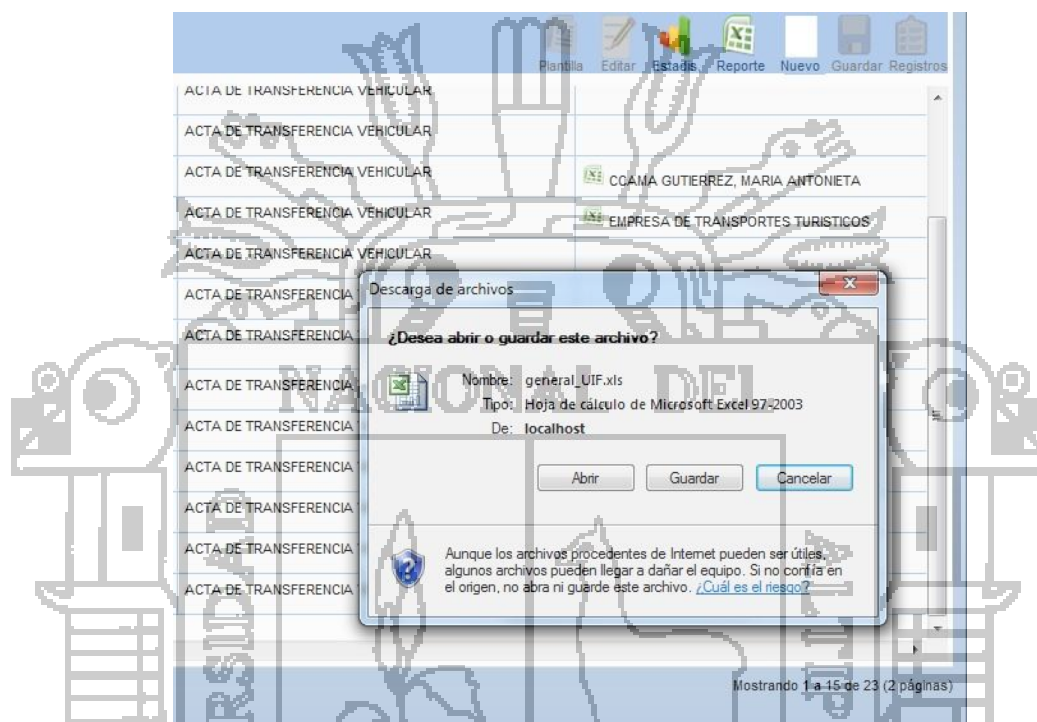 Plantilla Editar Estadis. Reporte Nuevo Guardar Registros
ACTA DE TRANSFERENCIA VEHICULAR
ACTA DE TRANSFERENCIA VEHICULAR
ACTA DE TRANSFERENCIA VEHICULAR CCAMA GUTIERREZ, MARIA ANTONIETA
ACTA DE TRANSFERENCIA VEHICULAR EMPRESA DE TRANSPORTES TURISTICOS
ACTA DE TRANSFERENCIA VEHICULAR
ACTA DE TRANSFERENCIA
ACTA DE TRANSFERENCIA
ACTA DE TRANSFERENCIA
ACTA DE TRANSFERENCIA
ACTA DE TRANSFERENCIA
ACTA DE TRANSFERENCIA
ACTA DE TRANSFERENCIA
ACTA DE TRANSFERENCIA
Descarga de archivos
¿Desea abrir o guardar este archivo?
Nombre: general_UIF.xls
Tipo: Hoja de cálculo de Microsoft Excel 97-2003
De: localhost
Abrir Guardar Cancelar
Aunque los archivos procedentes de Internet pueden ser útiles,
algunos archivos pueden llegar a dañar el equipo. Si no confía en
el origen, no abra ni guarde este archivo. ¿Cuál es el riesgo?
Mostrando 1 a 15 de 23 (2 páginas)
NACIONAL DEL